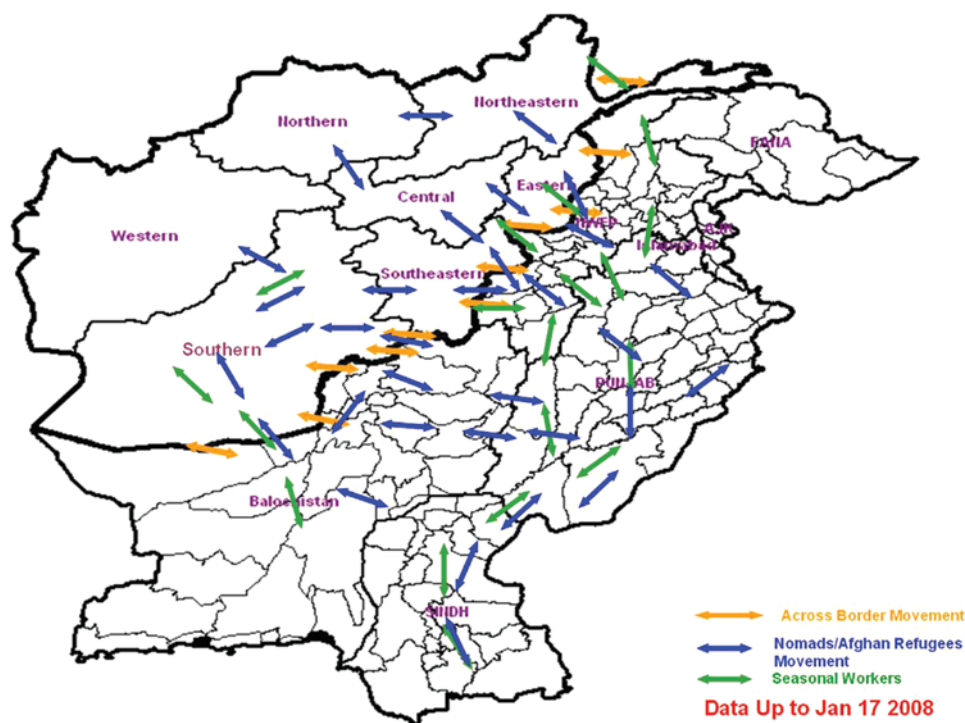 Northern
Northeastern
FANA
Central
Eastern
NWFP
AJK
Islamabad
Western
Southeastern
Southern
PUNJAB
Balochistan
SINDH
Across Border Movement
Nomads/Afghan Refugees
Movement
Seasonal Workers
Data Up to Jan 17 2008